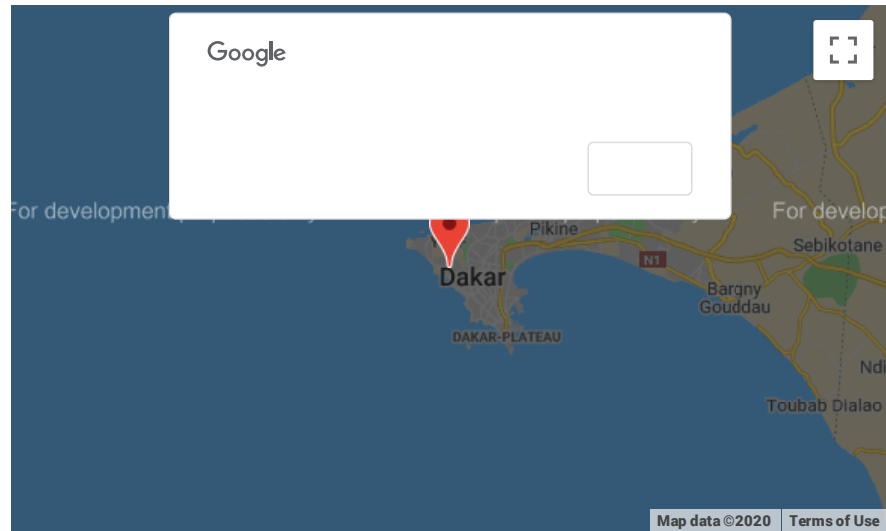 Google
For development
For develop
Pikine
Sebikotane
N1
Dakar
Bargny
Gouddau
DAKAR-PLATEAU
Ndi
Toubab Dialao
Map data ©2020
Terms of Use